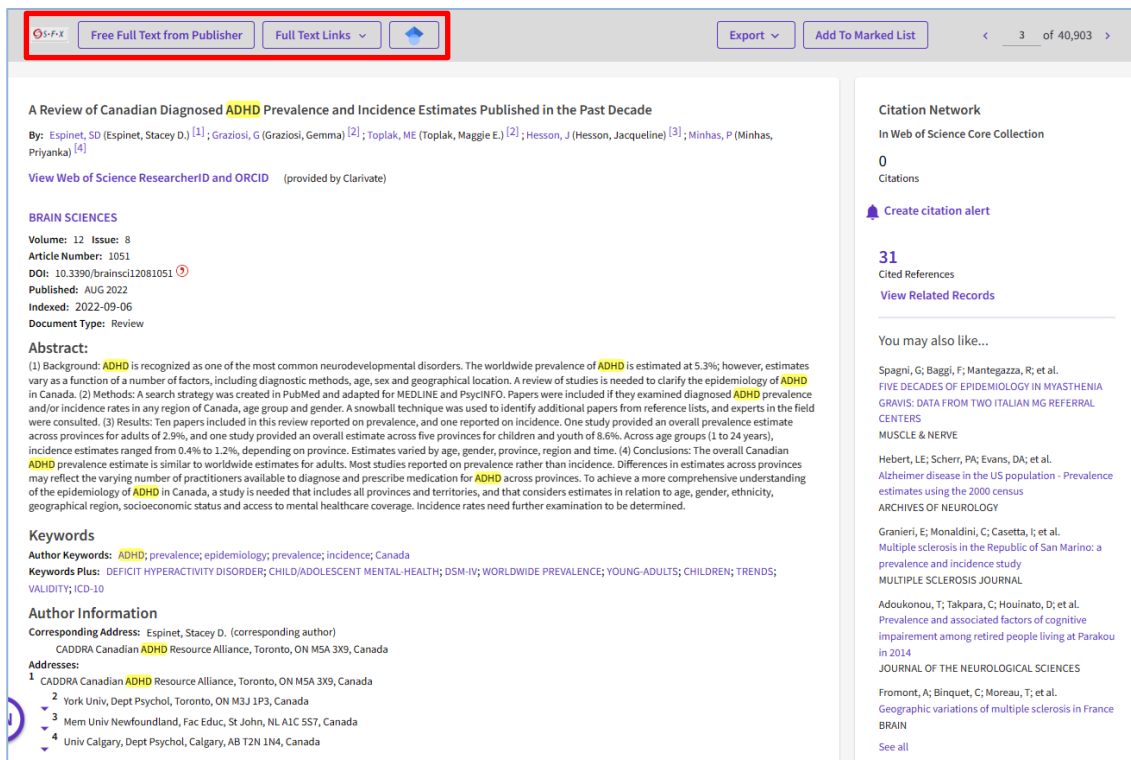 S·F·X Free Full Text from Publisher Full Text Links Export Add To Marked List 3 of 40,903
A Review of Canadian Diagnosed ADHD Prevalence and Incidence Estimates Published in the Past Decade
By: Espinet, SD (Espinet, Stacey D.) [1] ; Graziosi, G (Graziosi, Gemma) [2] ; Toplak, ME (Toplak, Maggie E.) [2] ; Hesson, J (Hesson, Jacqueline) [3] ; Minhas, P (Minhas,
Priyanka) [4]
View Web of Science ResearcherID and ORCID (provided by Clarivate)
BRAIN SCIENCES
Volume: 12 Issue: 8
Article Number: 1051
DOI: 10.3390/brainsci12081051
Published: AUG 2022
Indexed: 2022-09-06
Document Type: Review
Abstract:
(1) Background: ADHD is recognized as one of the most common neurodevelopmental disorders. The worldwide prevalence of ADHD is estimated at 5.3%; however, estimates
vary as a function of a number of factors, including diagnostic methods, age, sex and geographical location. A review of studies is needed to clarify the epidemiology of ADHD
in Canada. (2) Methods: A search strategy was created in PubMed and adapted for MEDLINE and PsycINFO. Papers were included if they examined diagnosed ADHD prevalence
and/or incidence rates in any region of Canada, age group and gender. A snowball technique was used to identify additional papers from reference lists, and experts in the field
were consulted. (3) Results: Ten papers included in this review reported on prevalence, and one reported on incidence. One study provided an overall prevalence estimate
across provinces for adults of 2.9%, and one study provided an overall estimate across five provinces for children and youth of 8.6%. Across age groups (1 to 24 years),
incidence estimates ranged from 0.4% to 1.2%, depending on province. Estimates varied by age, gender, province, region and time. (4) Conclusions: The overall Canadian
ADHD prevalence estimate is similar to worldwide estimates for adults. Most studies reported on prevalence rather than incidence. Differences in estimates across provinces
may reflect the varying number of practitioners available to diagnose and prescribe medication for ADHD across provinces. To achieve a more comprehensive understanding
of the epidemiology of ADHD in Canada, a study is needed that includes all provinces and territories, and that considers estimates in relation to age, gender, ethnicity,
geographical region, socioeconomic status and access to mental healthcare coverage. Incidence rates need further examination to be determined.
Keywords
Author Keywords: ADHD; prevalence; epidemiology; prevalence; incidence; Canada
Keywords Plus: DEFICIT HYPERACTIVITY DISORDER; CHILD/ADOLESCENT MENTAL-HEALTH; DSM-IV; WORLDWIDE PREVALENCE; YOUNG-ADULTS; CHILDREN; TRENDS;
VALIDITY; ICD-10
Author Information
Corresponding Address: Espinet, Stacey D. (corresponding author)
CADDRA Canadian ADHD Resource Alliance, Toronto, ON M5A 3X9, Canada
Addresses:
1 CADDRA Canadian ADHD Resource Alliance, Toronto, ON M5A 3X9, Canada
2 York Univ, Dept Psychol, Toronto, ON M3J 1P3, Canada
3 Mem Univ Newfoundland, Fac Educ, St John, NL A1C 5S7, Canada
4 Univ Calgary, Dept Psychol, Calgary, AB T2N 1N4, Canada
Citation Network
In Web of Science Core Collection
0
Citations
Create citation alert
31
Cited References
View Related Records
You may also like...
Spagni, G; Baggi, F; Mantegazza, R; et al.
FIVE DECADES OF EPIDEMIOLOGY IN MYASTHENIA
GRAVIS: DATA FROM TWO ITALIAN MG REFERRAL
CENTERS
MUSCLE & NERVE
Hebert, LE; Scherr, PA; Evans, DA; et al.
Alzheimer disease in the US population - Prevalence
estimates using the 2000 census
ARCHIVES OF NEUROLOGY
Granieri, E; Monaldini, C; Casetta, I; et al.
Multiple sclerosis in the Republic of San Marino: a
prevalence and incidence study
MULTIPLE SCLEROSIS JOURNAL
Adoukonou, T; Takpara, C; Houinato, D; et al.
Prevalence and associated factors of cognitive
impairment among retired people living at Parakou
in 2014
JOURNAL OF THE NEUROLOGICAL SCIENCES
Fromont, A; Binquet, C; Moreau, T; et al.
Geographic variations of multiple sclerosis in France
BRAIN
See all